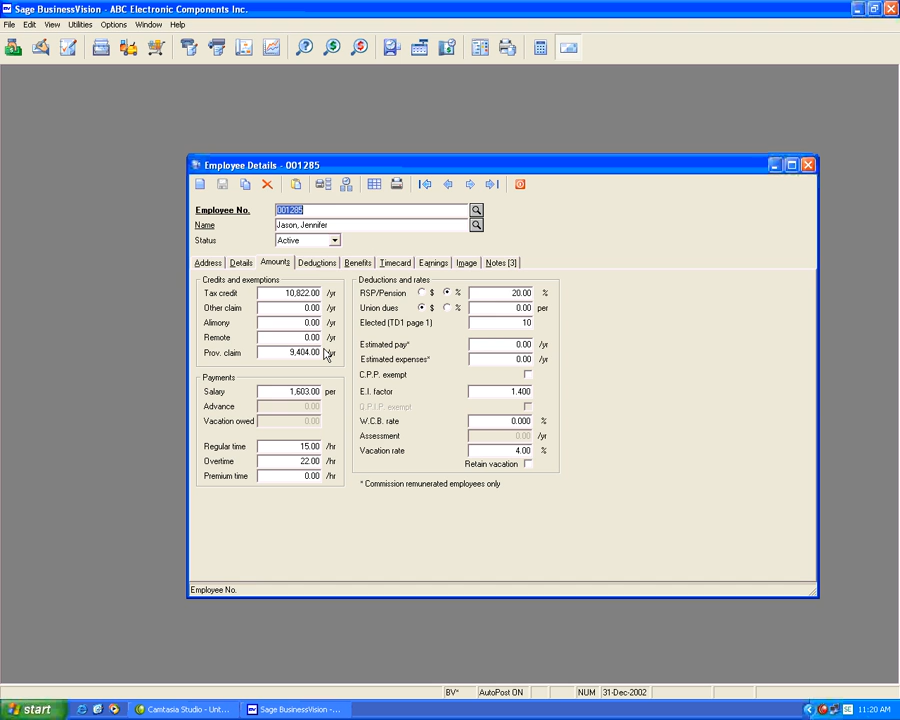 Sage BusinessVision - ABC Electronic Components Inc.
File Edit View Utilities Options Window Help
Employee Details - 001285
Employee No. 001285
Name Jason, Jennifer
Status Active
Address Details Amounts Deductions Benefits Timecard Earnings Image Notes [3]
Credits and exemptions
Tax credit 10,822.00 /yr
Other claim 0.00 /yr
Alimony 0.00 /yr
Remote 0.00 /yr
Prov. claim 9,404.00 /yr
Payments
Salary 1,603.00 per
Advance 0.00
Vacation owed 0.00
Regular time 15.00 /hr
Overtime 22.00 /hr
Premium time 0.00 /hr
Deductions and rates
RSP/Pension $ % 20.00 %
Union dues $ % 0.00 per
Elected (TD1 page 1) 10
Estimated pay* 0.00 /yr
Estimated expenses* 0.00 /yr
C.P.P. exempt
E.I. factor 1.400
Q.P.I.P. exempt
W.C.B. rate 0.000 %
Assessment 0.00 /yr
Vacation rate 4.00 %
Retain vacation
* Commission remunerated employees only
Employee No.
BV* AutoPost ON NUM 31-Dec-2002
start Camtasia Studio - Unt... Sage BusinessVision -... 11:20 AM